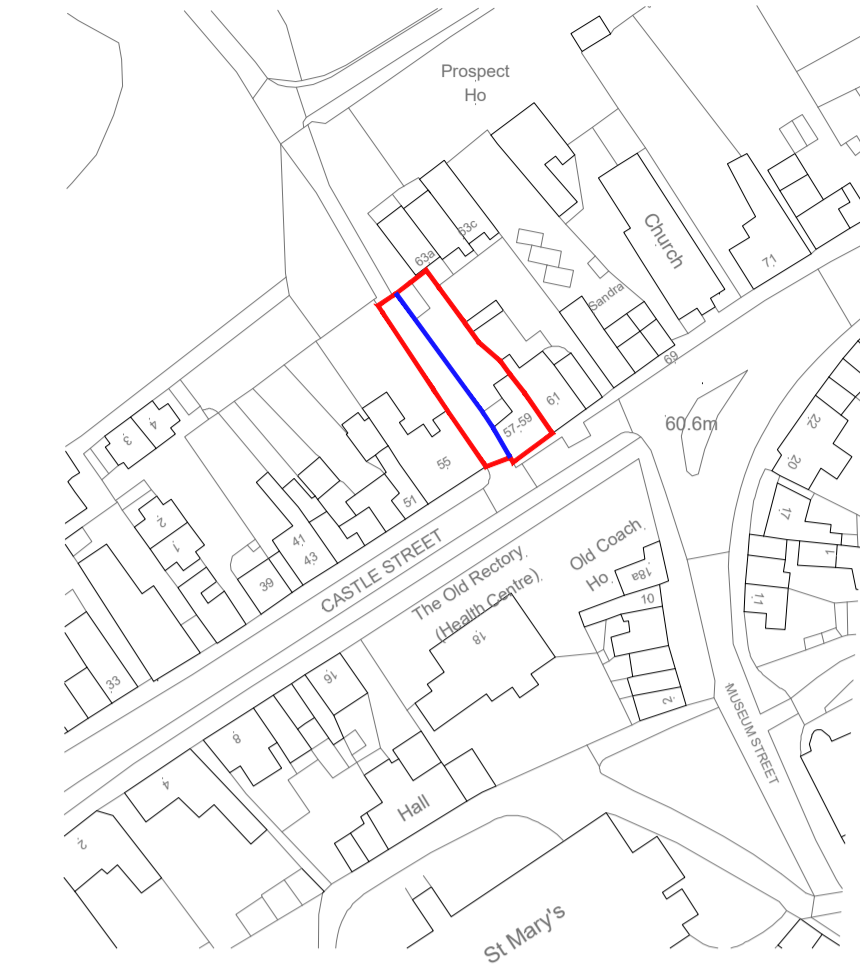 Prospect
Ho
63c
63a
Church
71
Sandra
69
61
57-59
60.6m
55
51
4
3
2
1
41
43
39
33
CASTLE STREET
The Old Rectory
(Health Centre)
Old Coach
Ho
18a
10
18
16
8
4
2
2
Hall
St Mary's
MUSEUM STREET
22
20
17
1
11